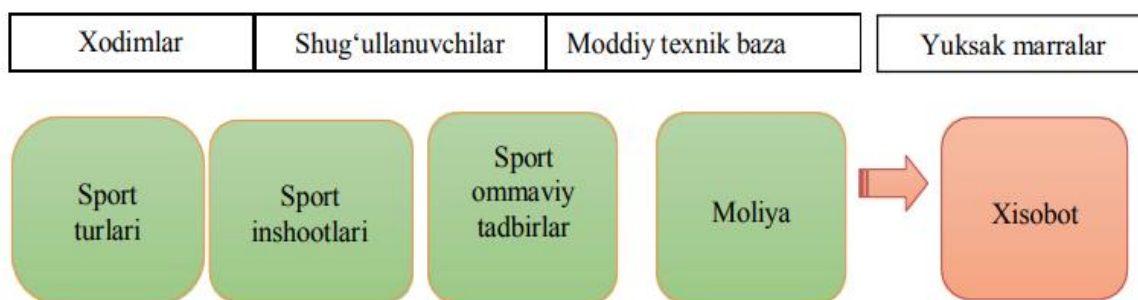 Xodimlar
Shug‘ullanuvchilar
Moddiy texnik baza
Yuksak marralar
Sport
turlari
Sport
inshootlari
Sport
ommaviy
tadbirlar
Moliya
Xisobot